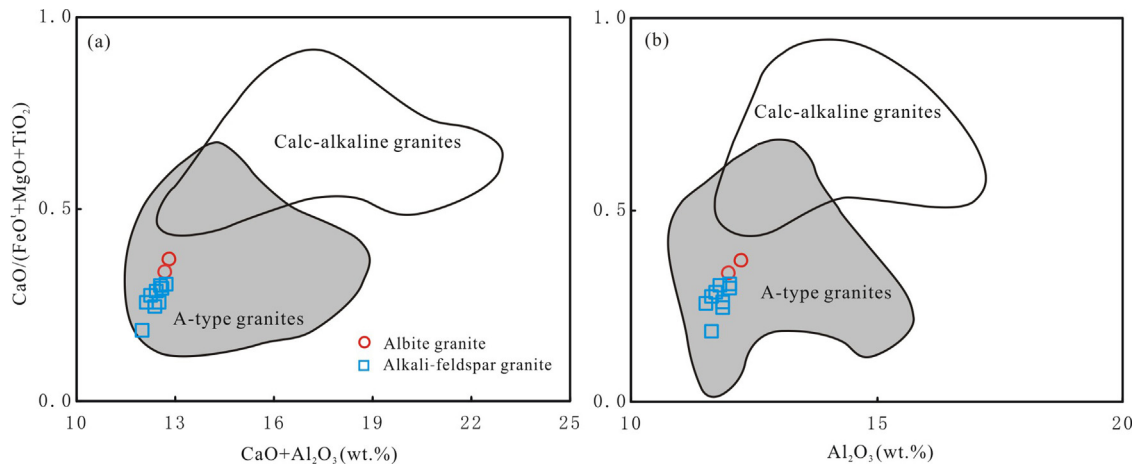 (a)
1.0
0.5
0.0
CaO/(FeOᵗ+MgO+TiO₂)
Calc-alkaline granites
A-type granites
Albite granite
Alkali-feldspar granite
10 13 16 19 22 25
CaO+Al₂O₃(wt.%)
(b)
1.0
0.5
0.0
Calc-alkaline granites
A-type granites
10 15 20
Al₂O₃(wt.%)